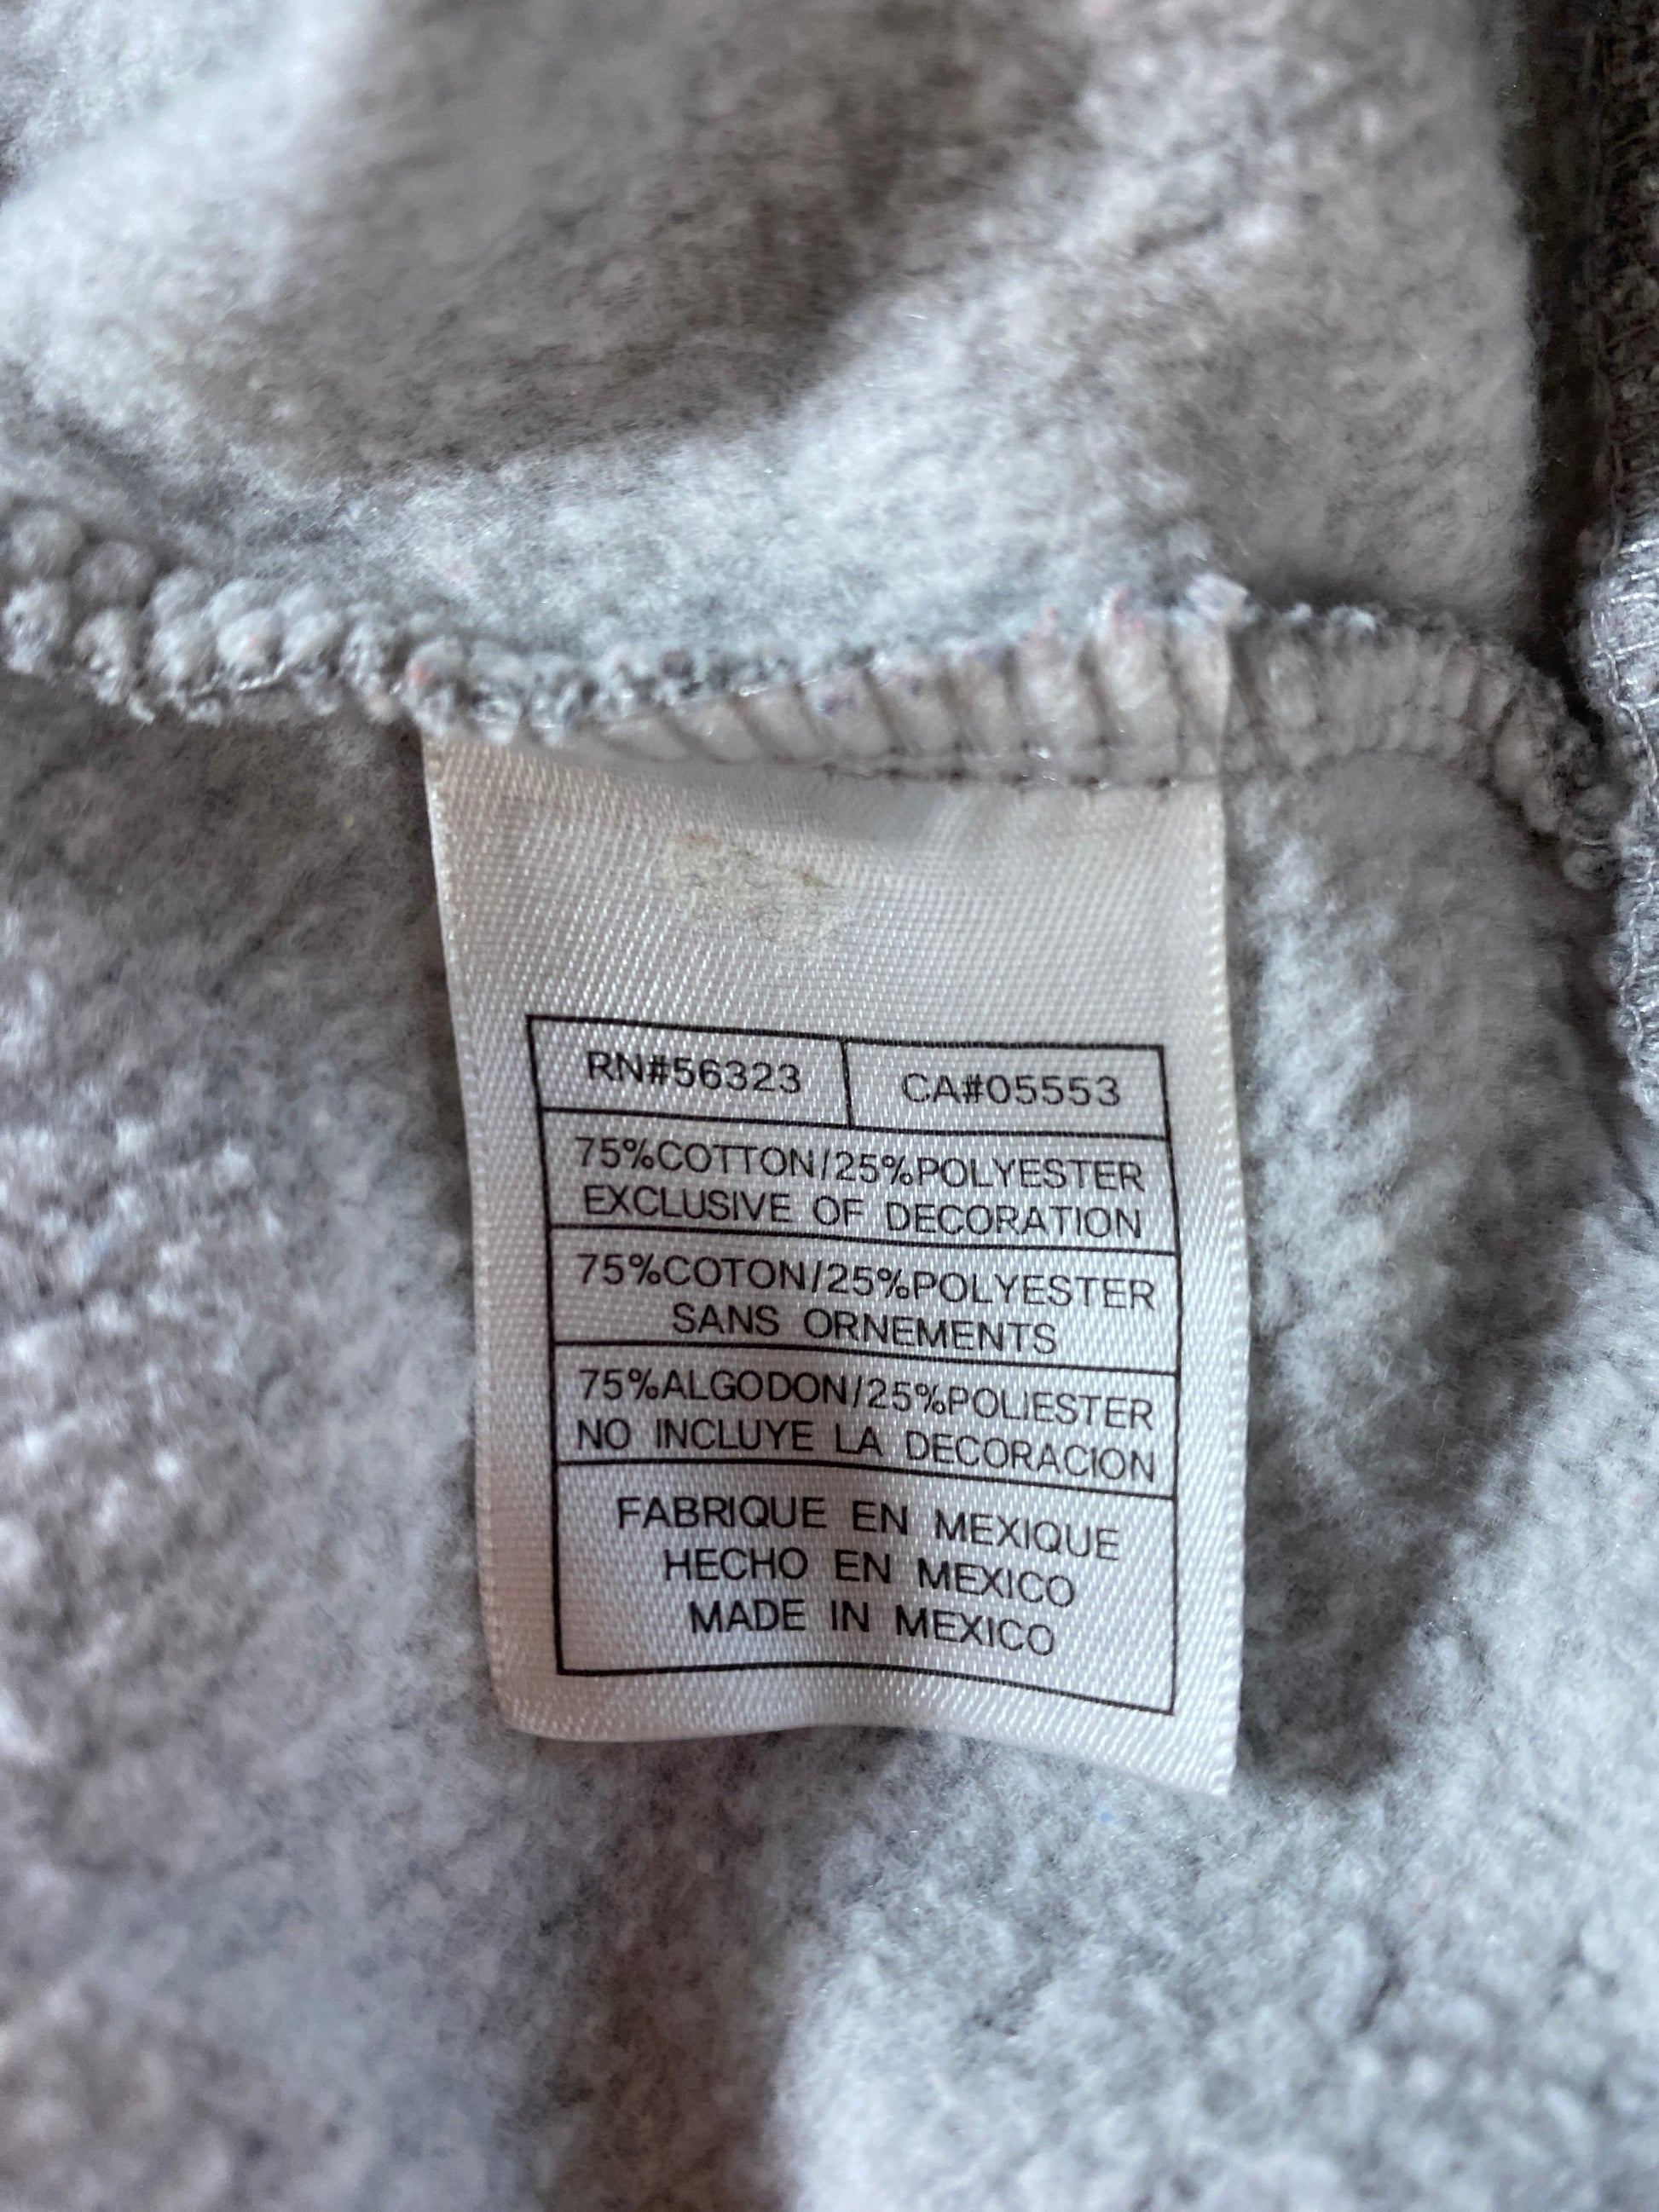 RN#56323 CA#05553
75%COTTON/25%POLYESTER
EXCLUSIVE OF DECORATION
75%COTON/25%POLYESTER
SANS ORNEMENTS
75%ALGODON/25%POLIESTER
NO INCLUYE LA DECORACION
FABRIQUE EN MEXIQUE
HECHO EN MEXICO
MADE IN MEXICO